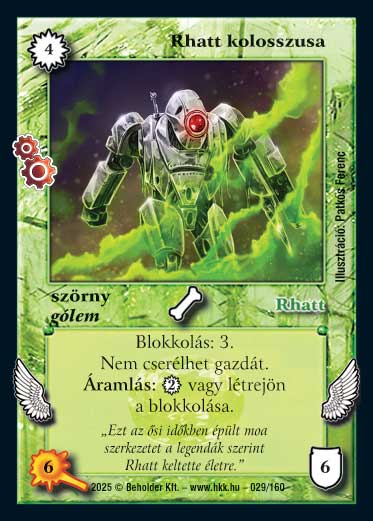 4
Rhatt kolosszusa
Illusztráció: Patkós Ferenc
szörny
gólem
Rhatt
Blokkolás: 3.
Nem cserélhet gazdát.
Áramlás: 2 vagy létrejön
a blokkolása.
„Ezt az ősi időkben épült moa
szerkezetet a legendák szerint
Rhatt keltette életre.”
6
6
2025 © Beholder Kft. – www.hkk.hu – 029/160